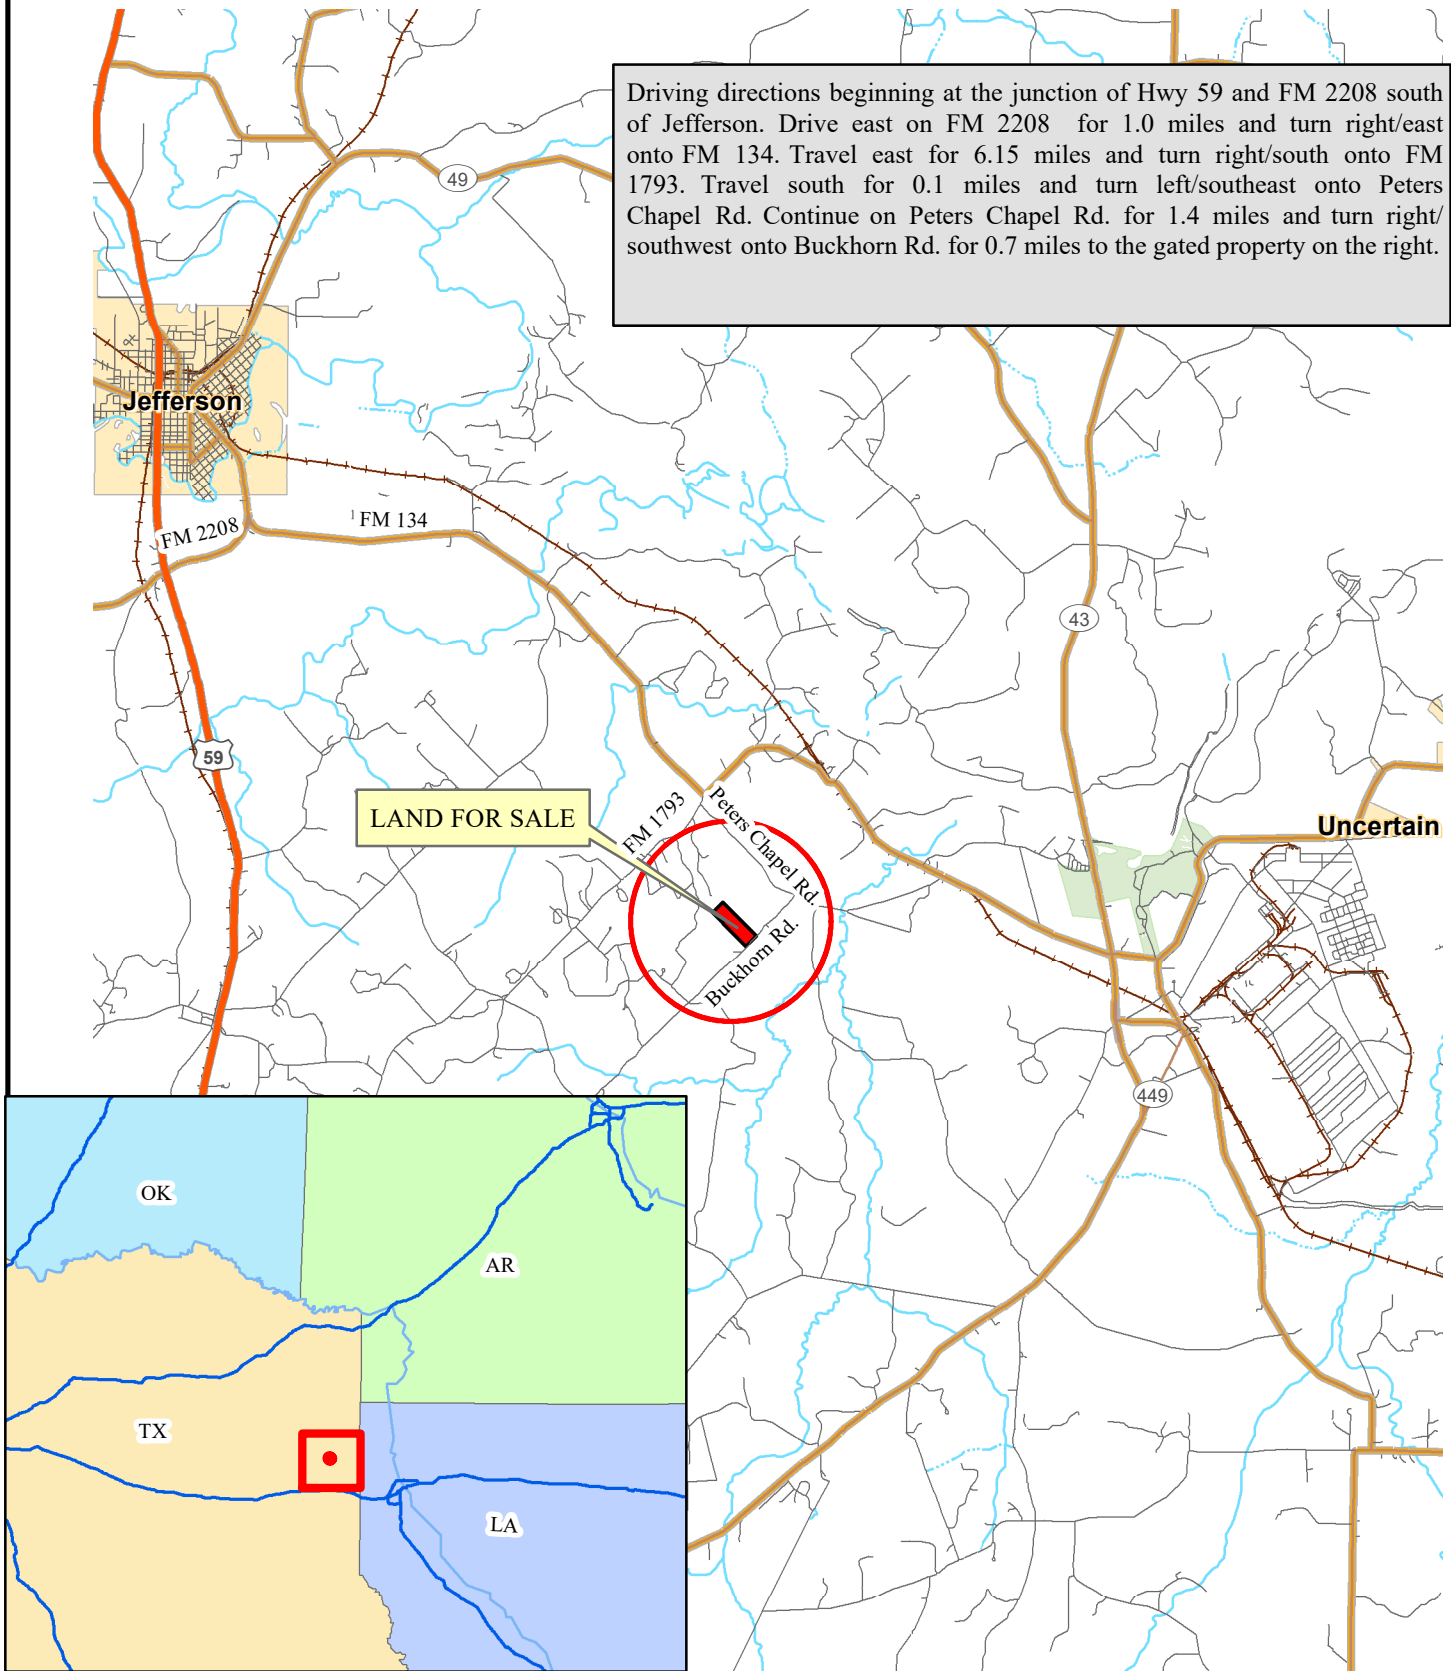 Driving directions beginning at the junction of Hwy 59 and FM 2208 south
of Jefferson. Drive east on FM 2208 for 1.0 miles and turn right/east
onto FM 134. Travel east for 6.15 miles and turn right/south onto FM
1793. Travel south for 0.1 miles and turn left/southeast onto Peters
Chapel Rd. Continue on Peters Chapel Rd. for 1.4 miles and turn right/
southwest onto Buckhorn Rd. for 0.7 miles to the gated property on the right.
49
Jefferson
FM 2208
1 FM 134
43
59
LAND FOR SALE
FM 1793
Peters Chapel Rd.
Uncertain
Buckhorn Rd.
449
OK
AR
TX
LA